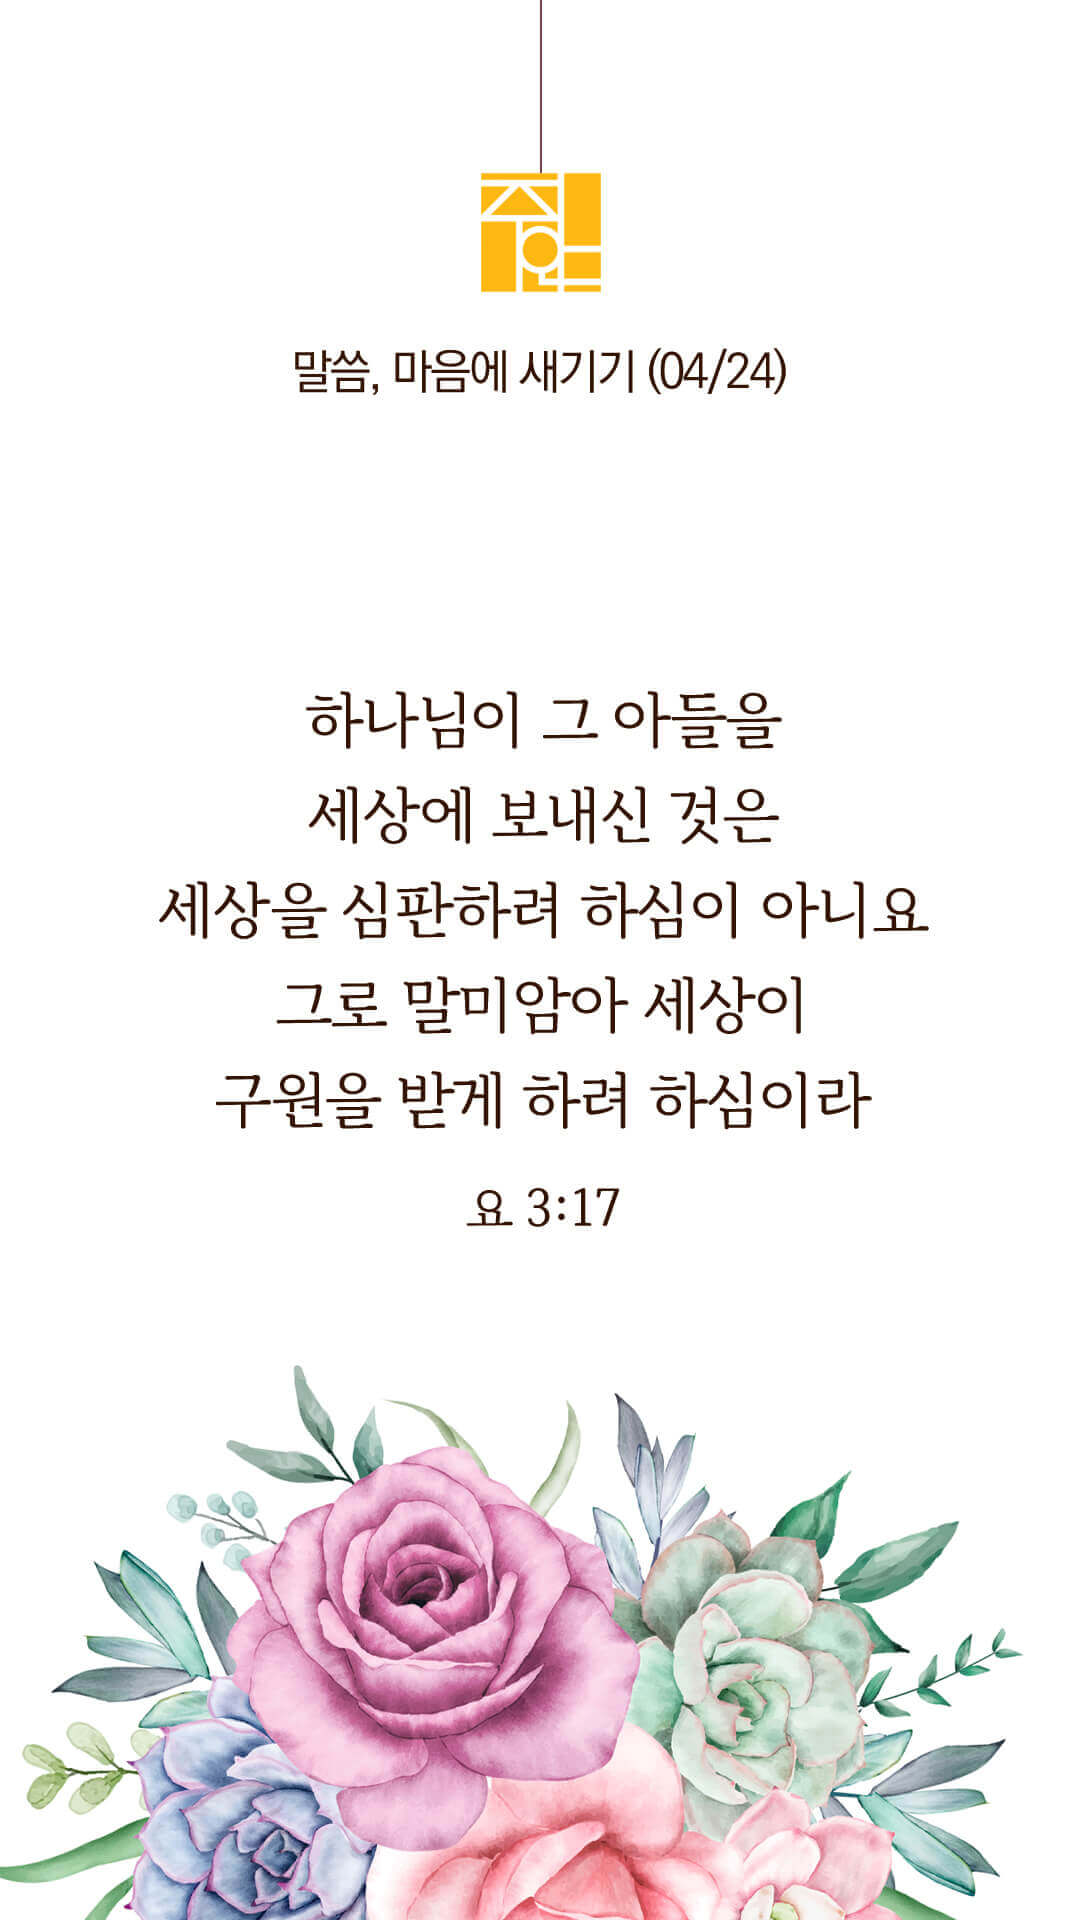 주안
말씀, 마음에 새기기 (04/24)
하나님이 그 아들을
세상에 보내신 것은
세상을 심판하려 하심이 아니요
그로 말미암아 세상이
구원을 받게 하려 하심이라
요 3:17